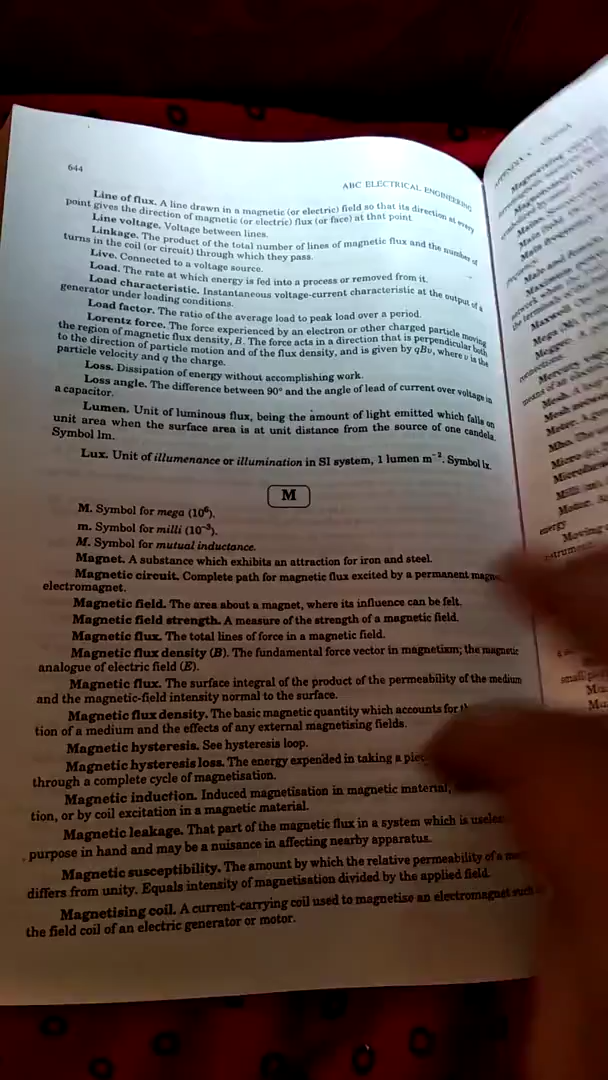 644
ABC ELECTRICAL ENGINEERING
Line of flux. A line drawn in a magnetic (or electric) field so that its direction at every
point gives the direction of magnetic (or electric) flux (or face) at that point.
Line voltage. Voltage between lines.
Linkage. The product of the total number of lines of magnetic flux and the number of
turns in the coil (or circuit) through which they pass.
Live. Connected to a voltage source.
Load. The rate at which energy is fed into a process or removed from it.
Load characteristic. Instantaneous voltage-current characteristic at the output of a
generator under loading conditions.
Load factor. The ratio of the average load to peak load over a period.
Lorentz force. The force experienced by an electron or other charged particle moving
the region of magnetic flux density, B. The force acts in a direction that is perpendicular both
to the direction of particle motion and of the flux density, and is given by qBv, where v is the
particle velocity and q the charge.
Loss. Dissipation of energy without accomplishing work.
Loss angle. The difference between 90° and the angle of lead of current over voltage in
a capacitor.
Lumen. Unit of luminous flux, being the amount of light emitted which falls on
unit area when the surface area is at unit distance from the source of one candela.
Symbol lm.
Lux. Unit of illumenance or illumination in SI system, 1 lumen m⁻². Symbol lx.
M
M. Symbol for mega (10⁶).
m. Symbol for milli (10⁻³).
M. Symbol for mutual inductance.
Magnet. A substance which exhibits an attraction for iron and steel.
Magnetic circuit. Complete path for magnetic flux excited by a permanent
electromagnet.
Magnetic field. The area about a magnet, where its influence can be felt.
Magnetic field strength. A measure of the strength of a magnetic field.
Magnetic flux. The total lines of force in a magnetic field.
Magnetic flux density (B). The fundamental force vector in magnetism; the magnetic
analogue of electric field (E).
Magnetic flux. The surface integral of the product of the permeability of the medium
and the magnetic-field intensity normal to the surface.
Magnetic flux density. The basic magnetic quantity which accounts for
tion of a medium and the effects of any external magnetising fields.
Magnetic hysteresis. See hysteresis loop.
Magnetic hysteresis loss. The energy expended in taking a
through a complete cycle of magnetisation.
Magnetic induction. Induced magnetisation in magnetic material,
tion, or by coil excitation in a magnetic material.
Magnetic leakage. That part of the magnetic flux in a system which is
purpose in hand and may be a nuisance in affecting nearby apparatus.
Magnetic susceptibility. The amount by which the relative permeability of a
differs from unity. Equals intensity of magnetisation divided by the applied field.
Magnetising coil. A current-carrying coil used to magnetise an electromagnet such
the field coil of an electric generator or motor.